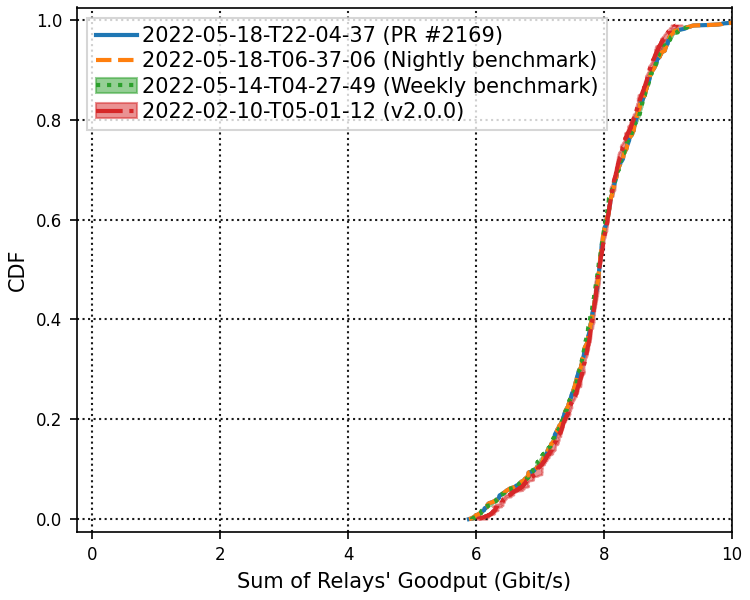 2022-05-18-T22-04-37 (PR #2169)
2022-05-18-T06-37-06 (Nightly benchmark)
2022-05-14-T04-27-49 (Weekly benchmark)
2022-02-10-T05-01-12 (v2.0.0)
1.0
0.8
0.6
0.4
0.2
0.0
CDF
0 2 4 6 8 10
Sum of Relays' Goodput (Gbit/s)